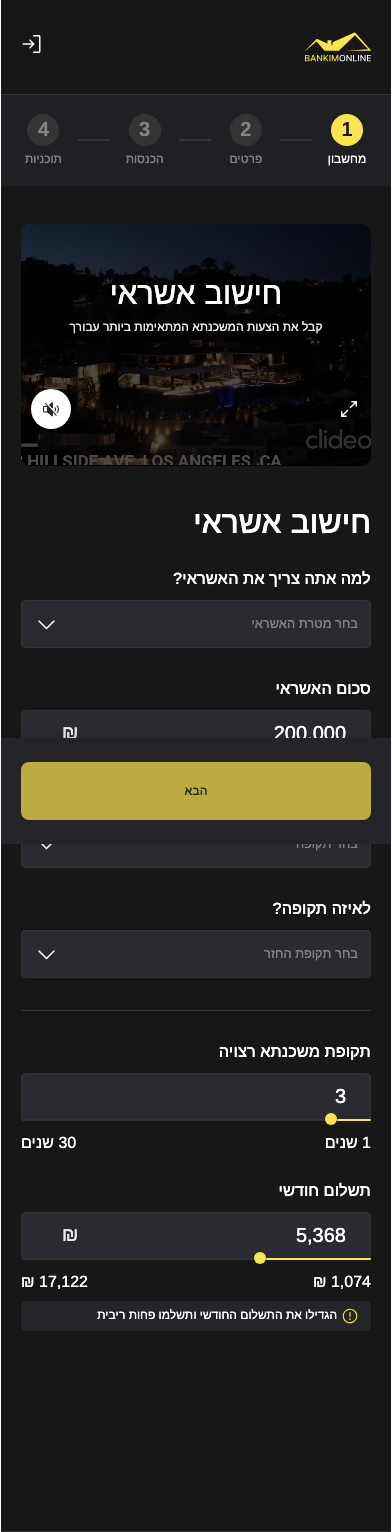 BANKIMONLINE
1
2
3
4
מחשבון
פרטים
הכנסות
תוכניות
חישוב אשראי
קבל את הצעות המשכנתא המתאימות ביותר עבורך
clideo
HILLSIDE AVE, LOS ANGELES ,CA
חישוב אשראי
למה אתה צריך את האשראי?
בחר מטרת האשראי
סכום האשראי
200,000 ₪
הבא
בחר תקופה
לאיזה תקופה?
בחר תקופת החזר
תקופת משכנתא רצויה
3
1 שנים
30 שנים
תשלום חודשי
5,368 ₪
1,074 ₪
17,122 ₪
הגדילו את התשלום החודשי ותשלמו פחות ריבית